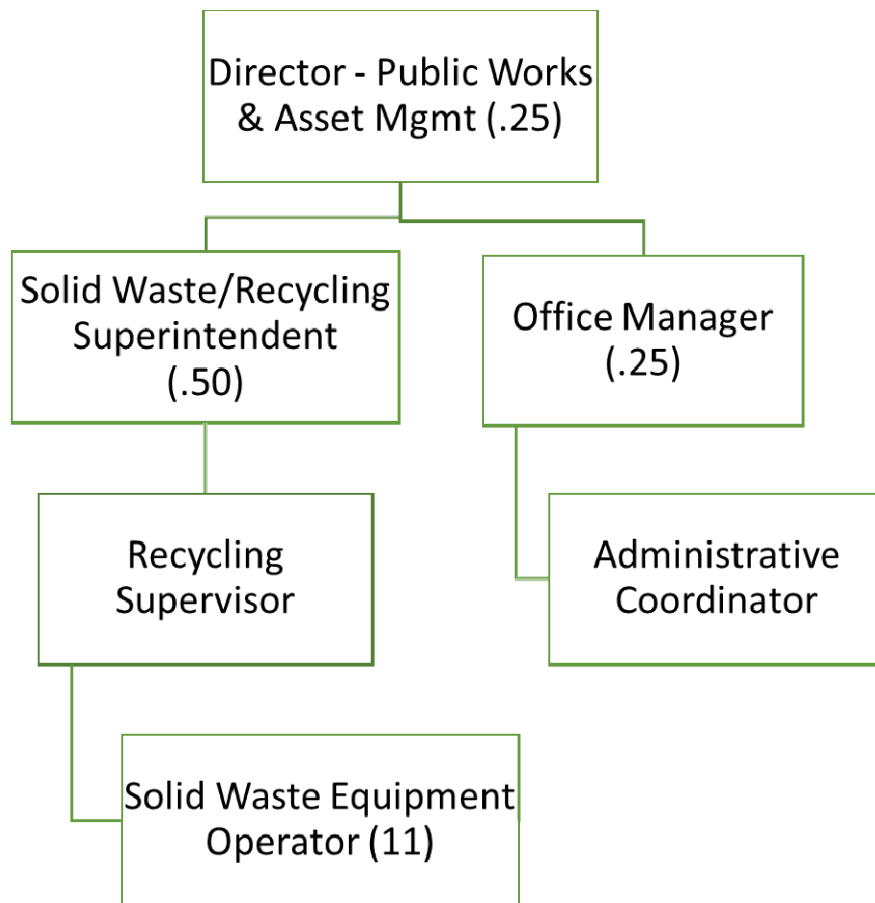 Director - Public Works
& Asset Mgmt (.25)
Solid Waste/Recycling
Superintendent
(.50)
Office Manager
(.25)
Recycling
Supervisor
Administrative
Coordinator
Solid Waste Equipment
Operator (11)